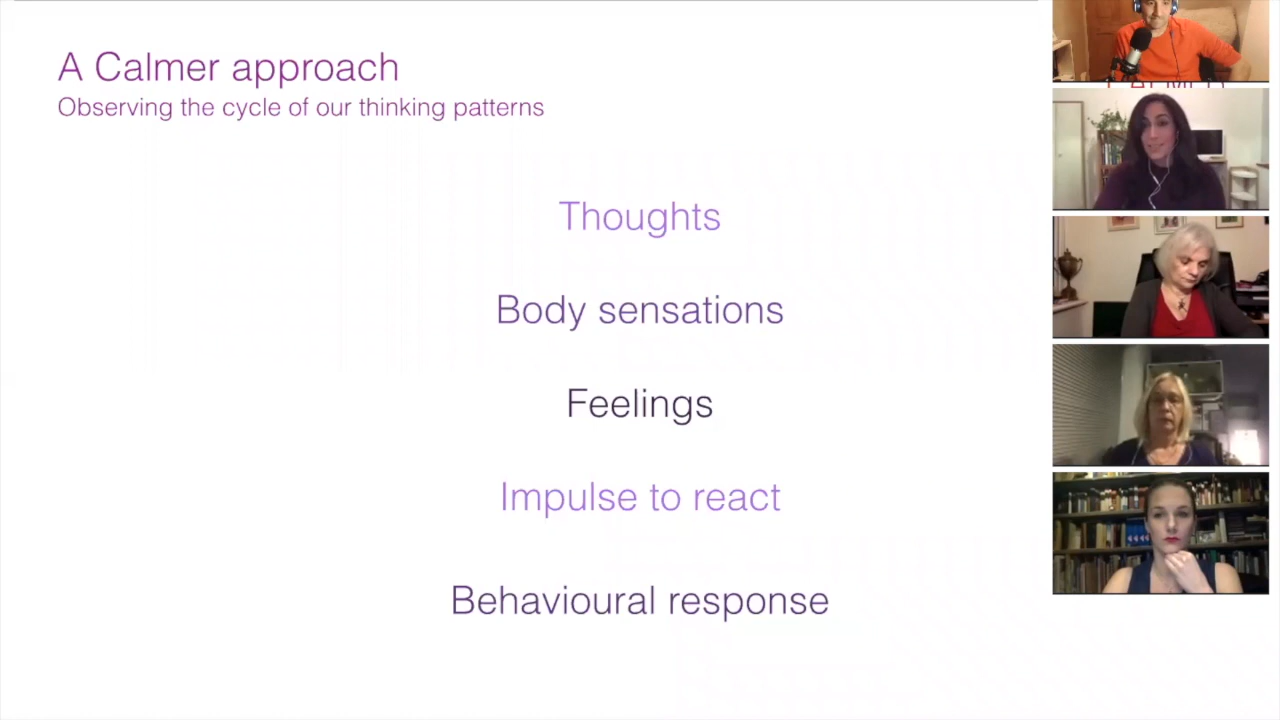 A Calmer approach
Observing the cycle of our thinking patterns
Thoughts
Body sensations
Feelings
Impulse to react
Behavioural response